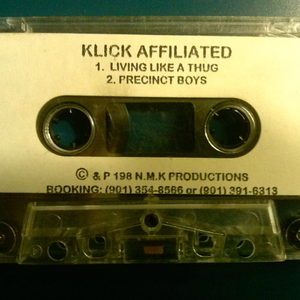 KLICK AFFILIATED
1. LIVING LIKE A THUG
2. PRECINCT BOYS
© & P 198 N.M.K PRODUCTIONS
BOOKING: (901) 354-8566 or (901) 391-6313